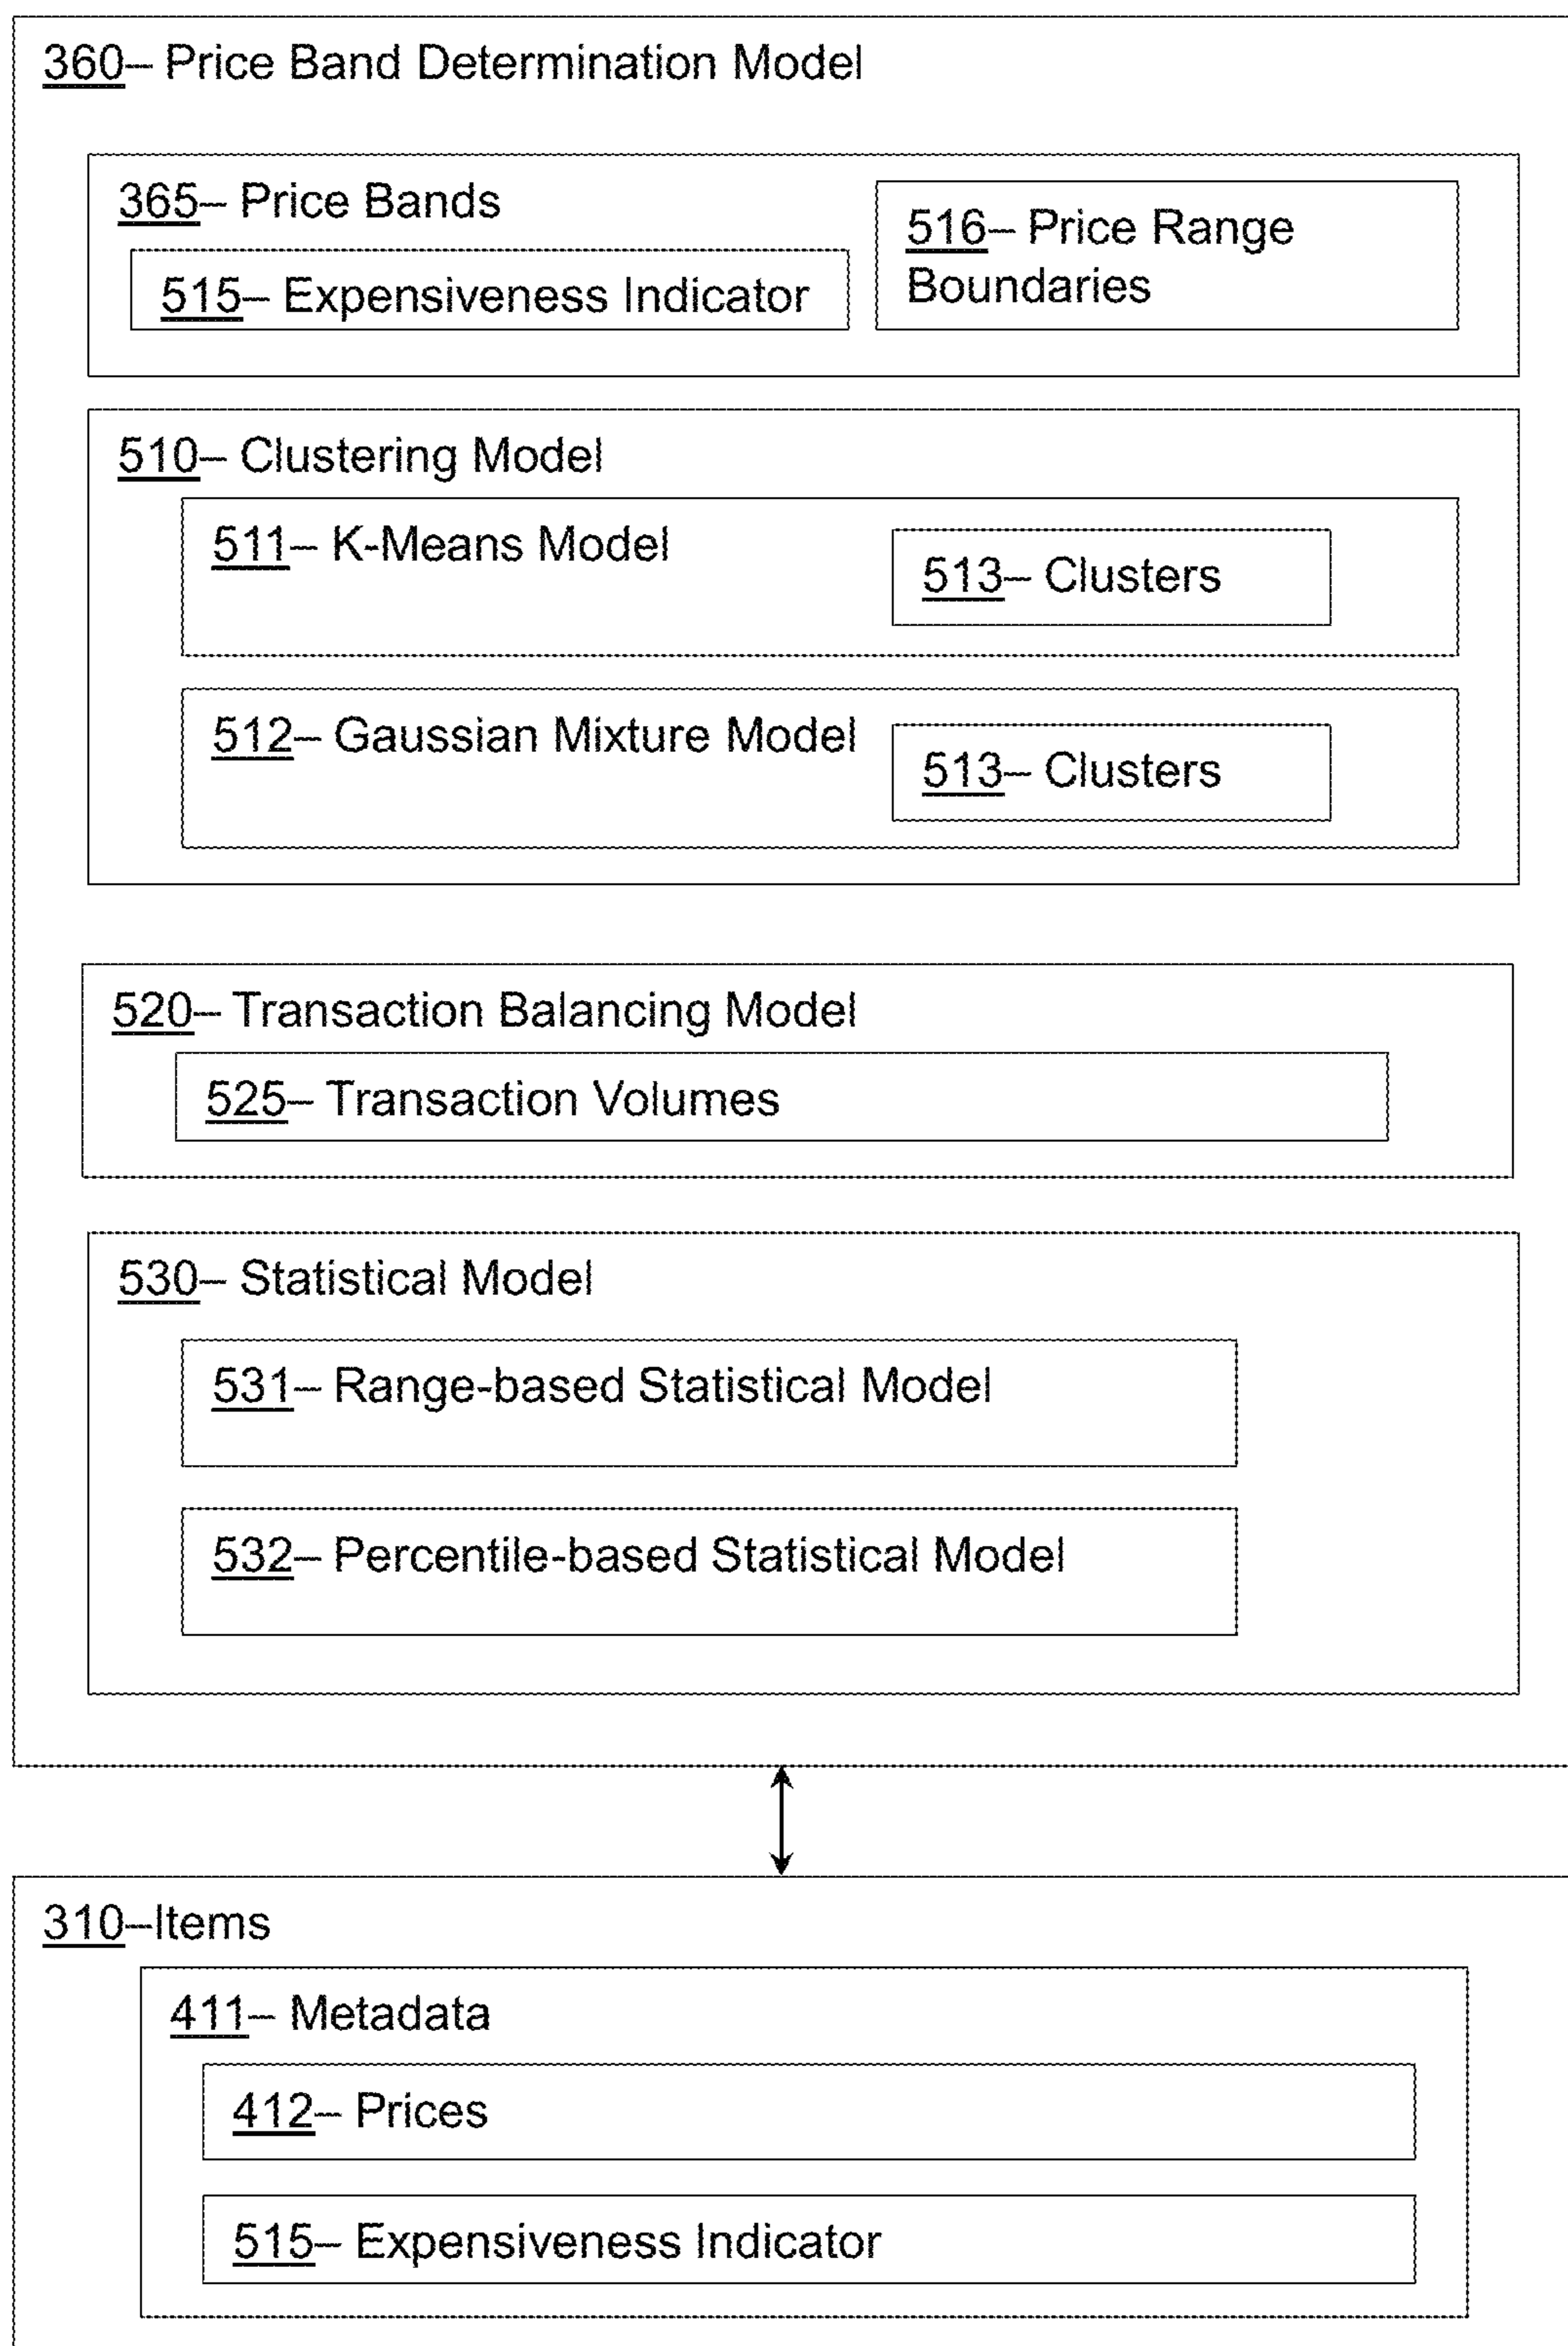 360– Price Band Determination Model
365– Price Bands
515– Expensiveness Indicator
516– Price Range
Boundaries
510– Clustering Model
511– K-Means Model
513– Clusters
512– Gaussian Mixture Model
513– Clusters
520– Transaction Balancing Model
525– Transaction Volumes
530– Statistical Model
531– Range-based Statistical Model
532– Percentile-based Statistical Model
310–Items
411– Metadata
412– Prices
515– Expensiveness Indicator